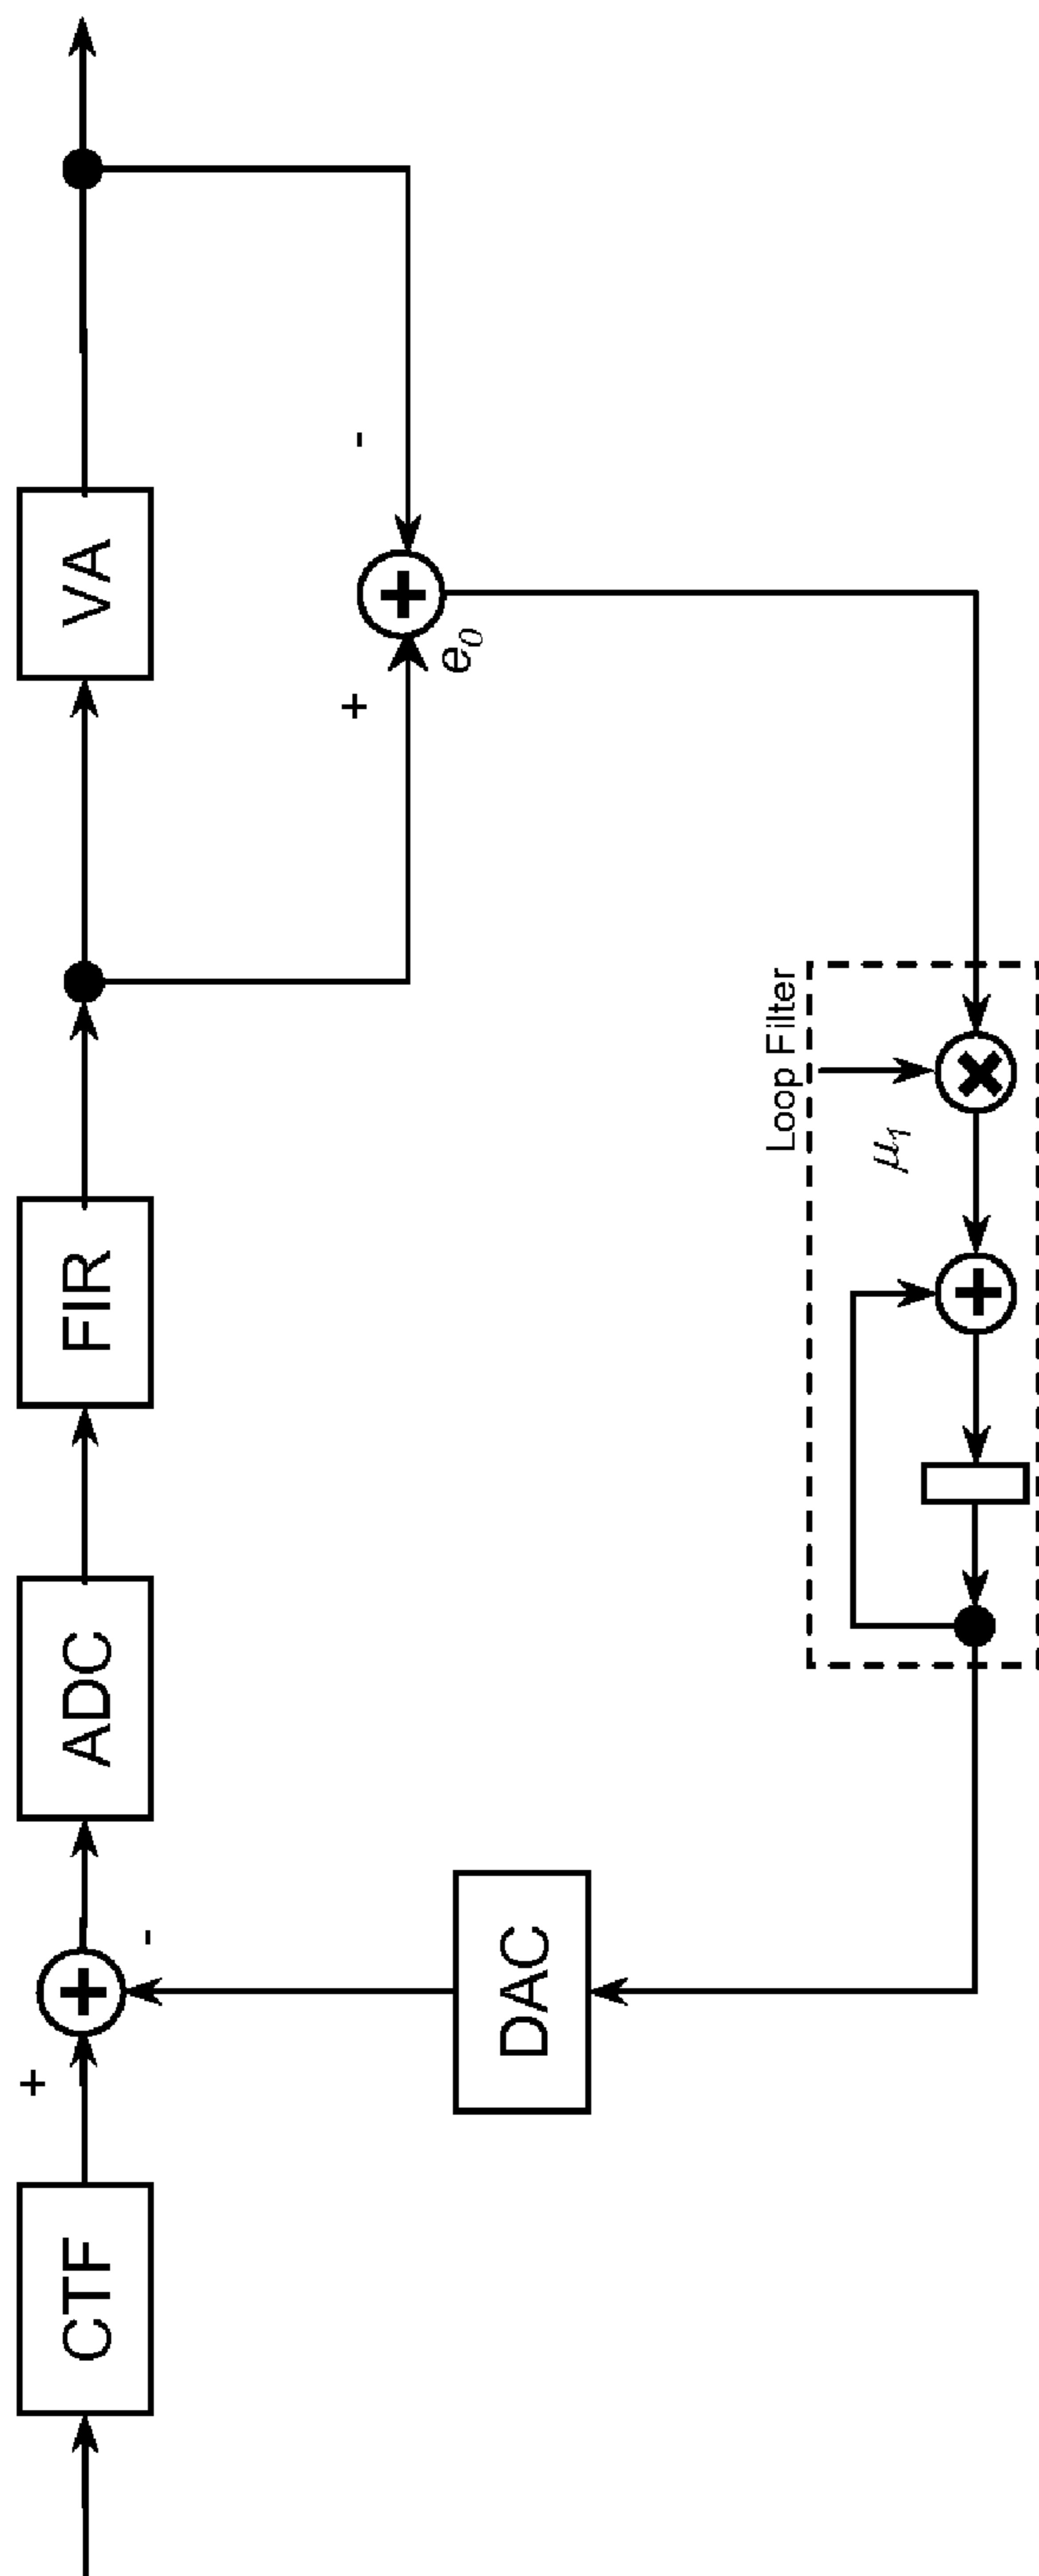 CTF
+
-
ADC
FIR
VA
+
-
e0
DAC
Loop Filter
μ1